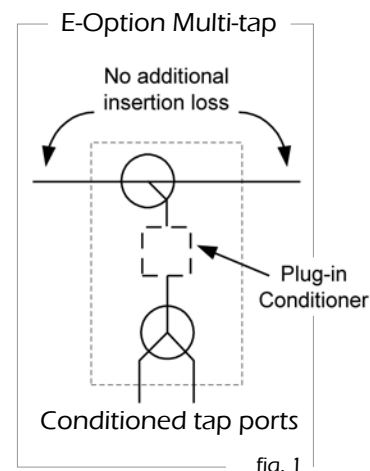 E-Option Multi-tap
No additional
insertion loss
Plug-in
Conditioner
Conditioned tap ports
fig. 1